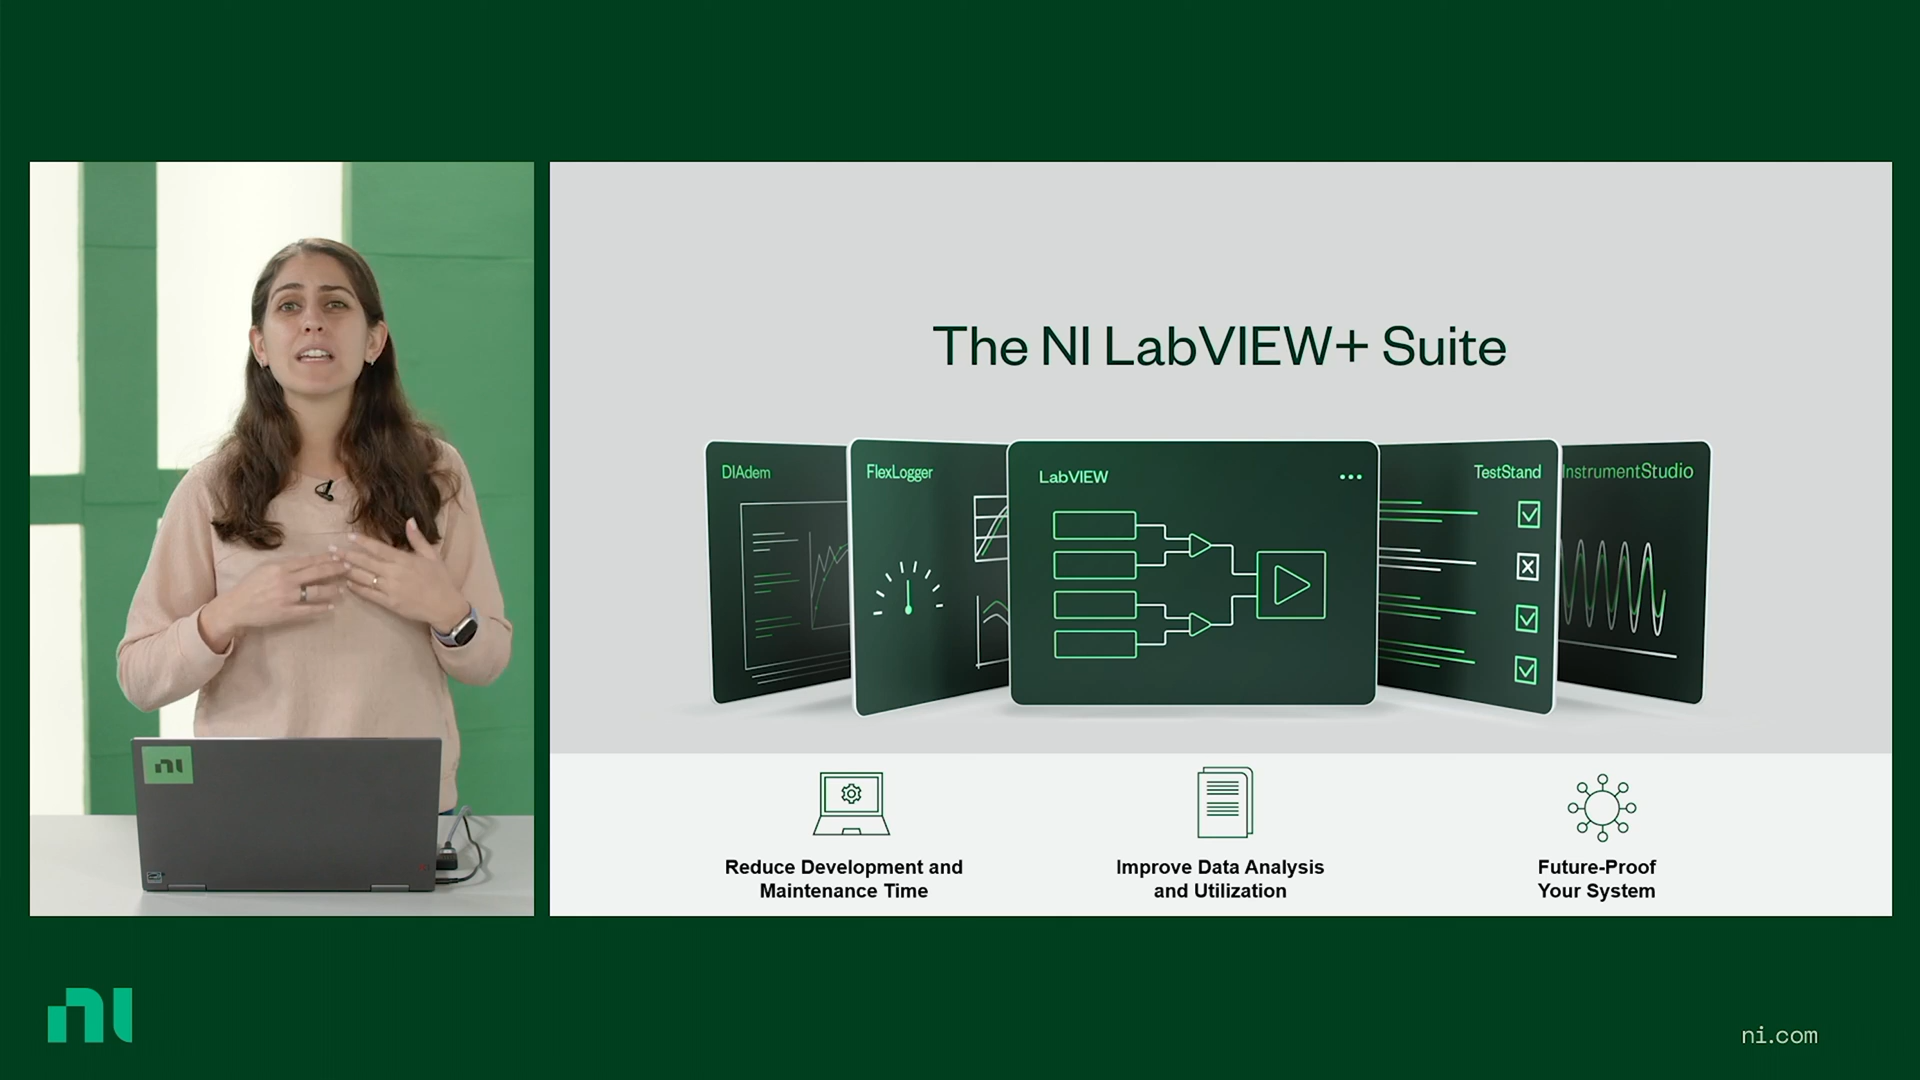 The NI LabVIEW+ Suite
DIAdem
FlexLogger
LabVIEW
TestStand
InstrumentStudio
Reduce Development and
Maintenance Time
Improve Data Analysis
and Utilization
Future-Proof
Your System
ni
ni
ni.com